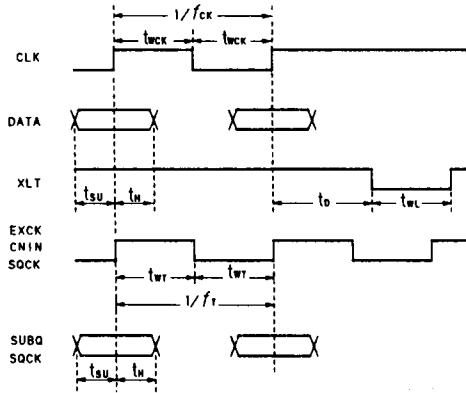 1/fCK
tWCK tWCK
CLK
DATA
XLT
tSU tH tD tWL
EXCK
CNIN
SQCK
tWT tWT
1/fT
SUBQ
SQCK
tSU tH